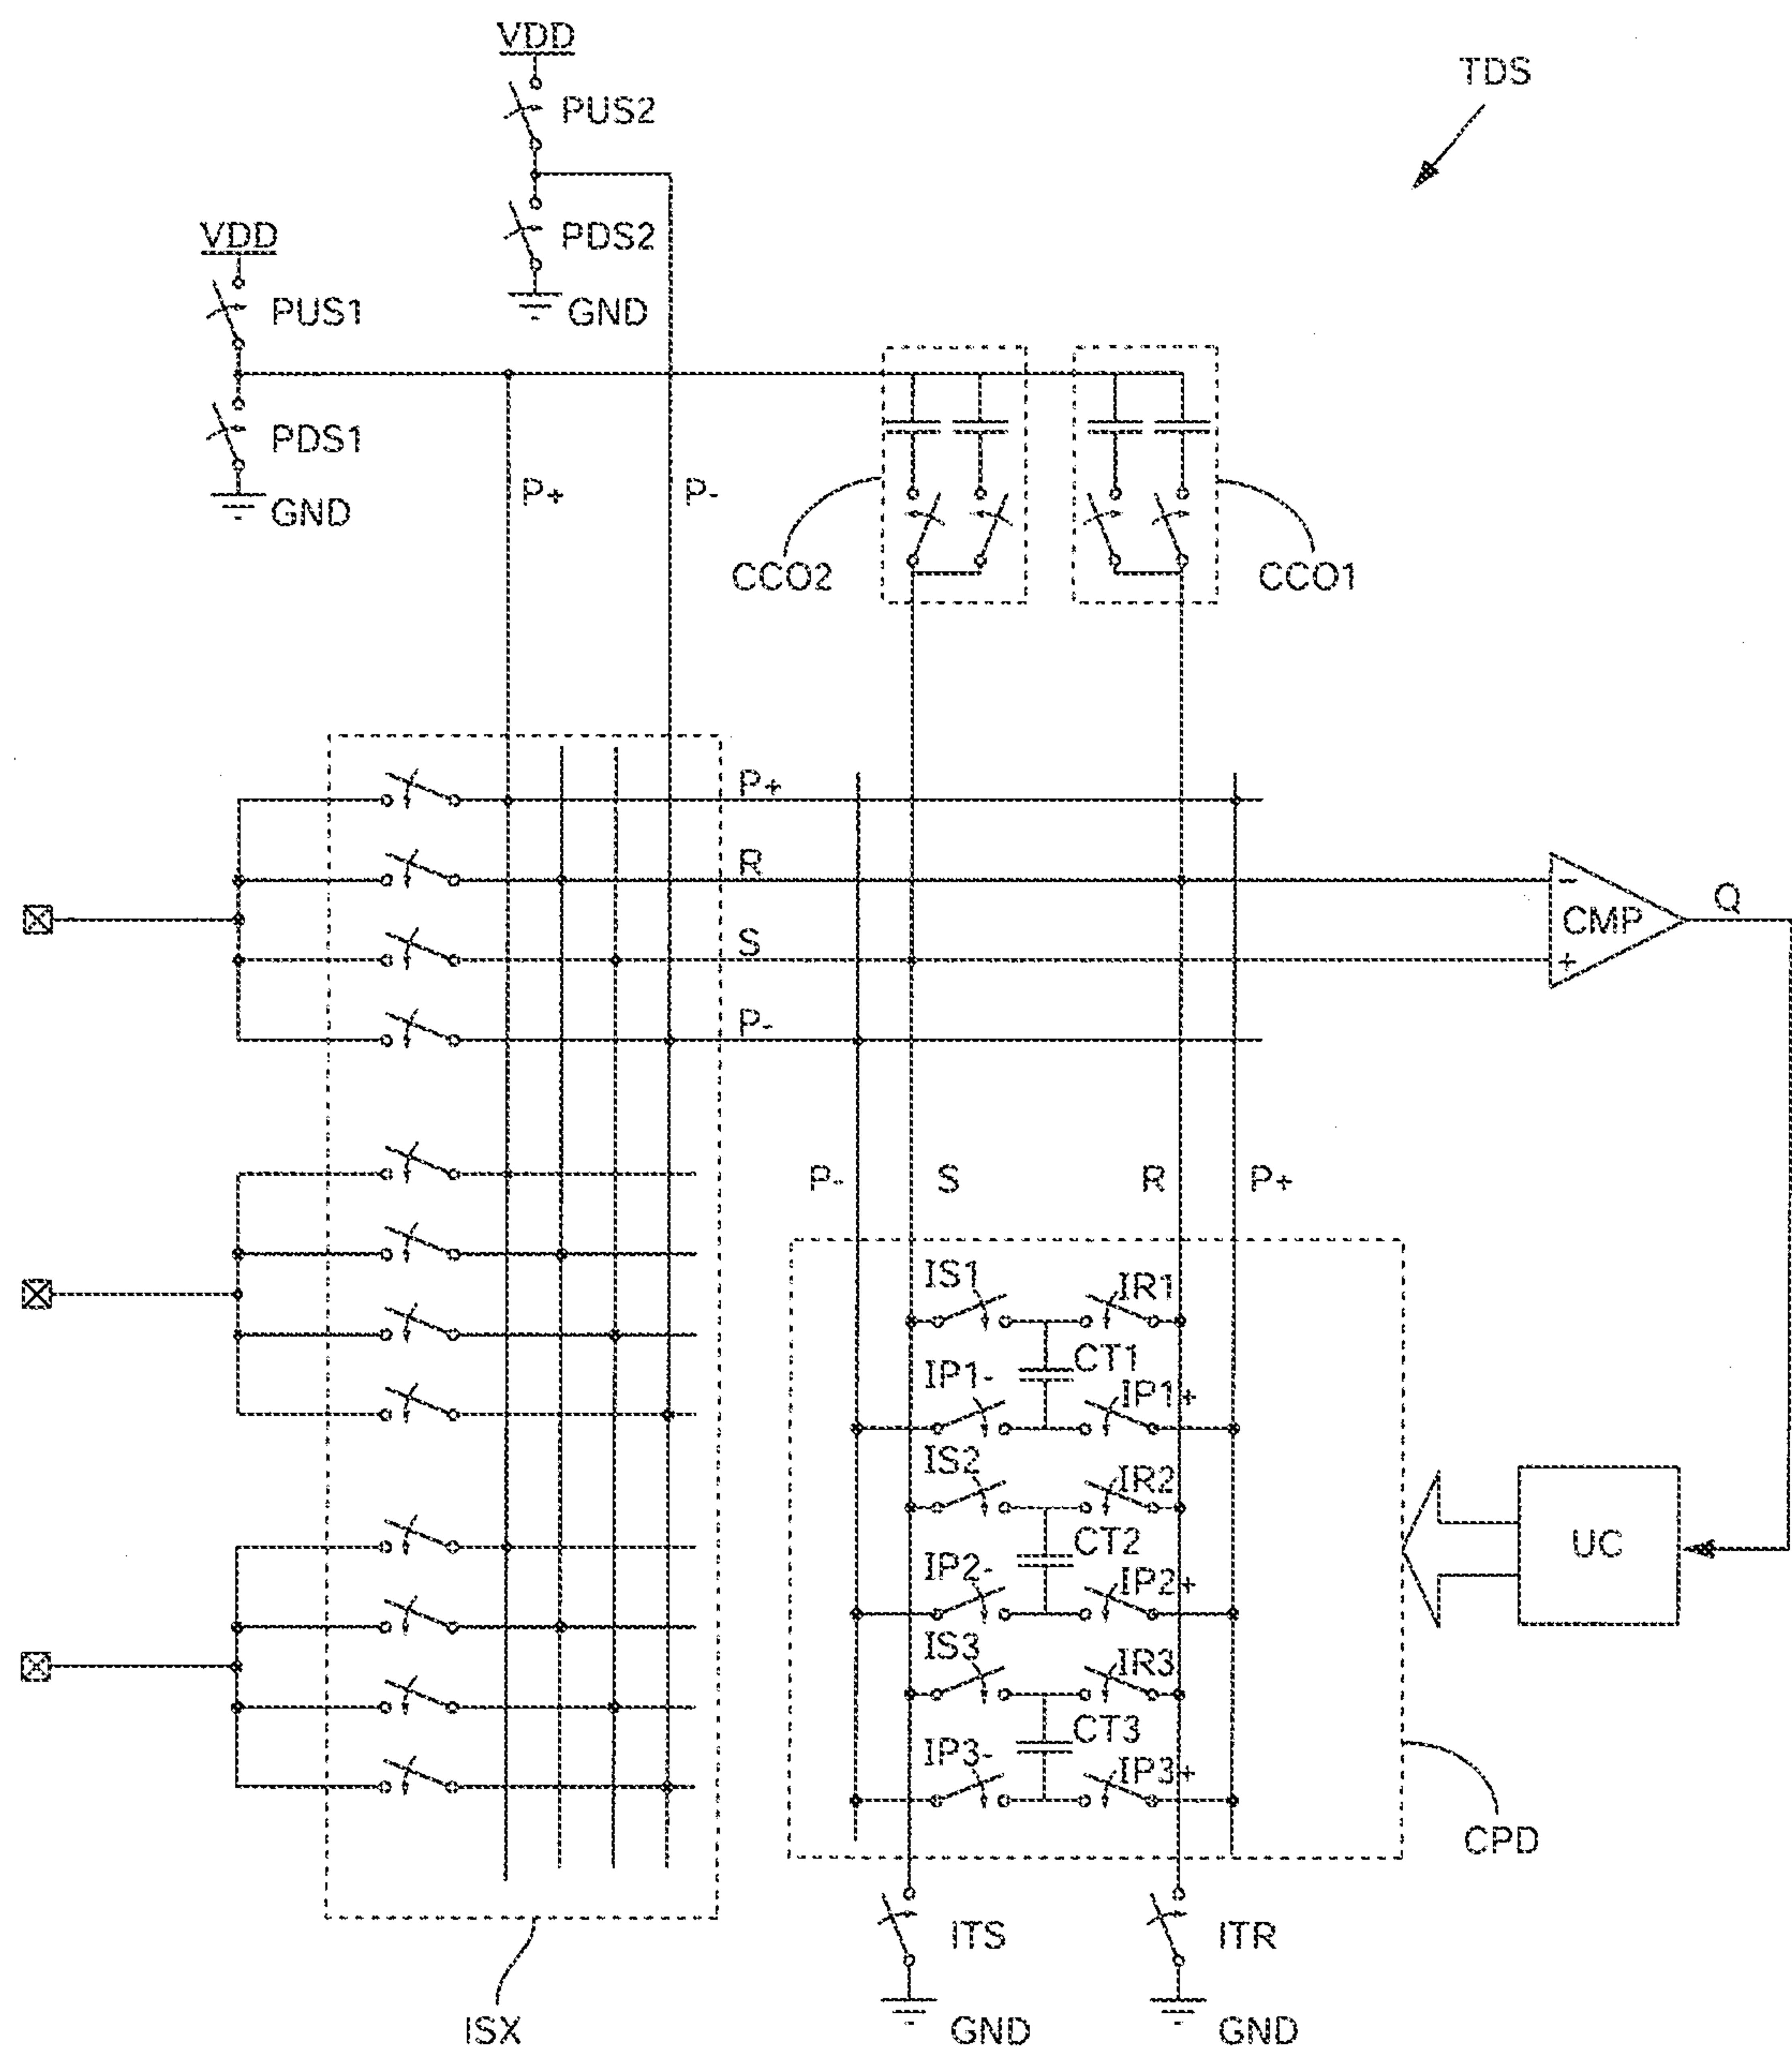 VDD
PUS2
TDS
PDS2
VDD
PUS1
GND
PDS1
GND
P+
P-
CCO2
CCO1
P+
R
S
P-
-
CMP
+
Q
P-
S
R
P+
IS1
IR1
CT1
IP1-
IP1+
IS2
IR2
CT2
IP2-
IP2+
UC
IS3
IR3
CT3
IP3-
IP3+
CPD
ITS
ITR
GND
GND
ISX